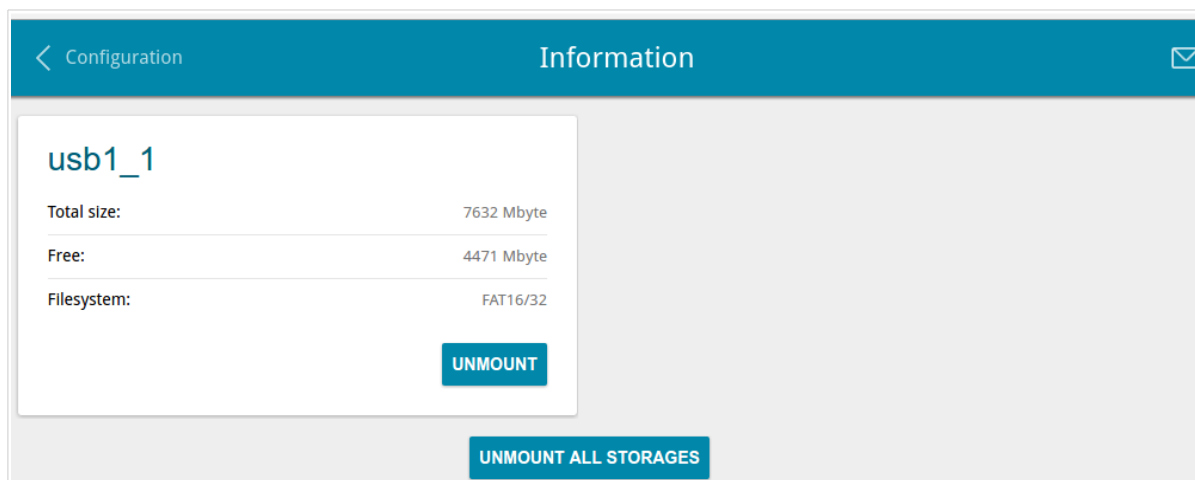 Configuration
Information
usb1_1
Total size: 7632 Mbyte
Free: 4471 Mbyte
Filesystem: FAT16/32
UNMOUNT
UNMOUNT ALL STORAGES